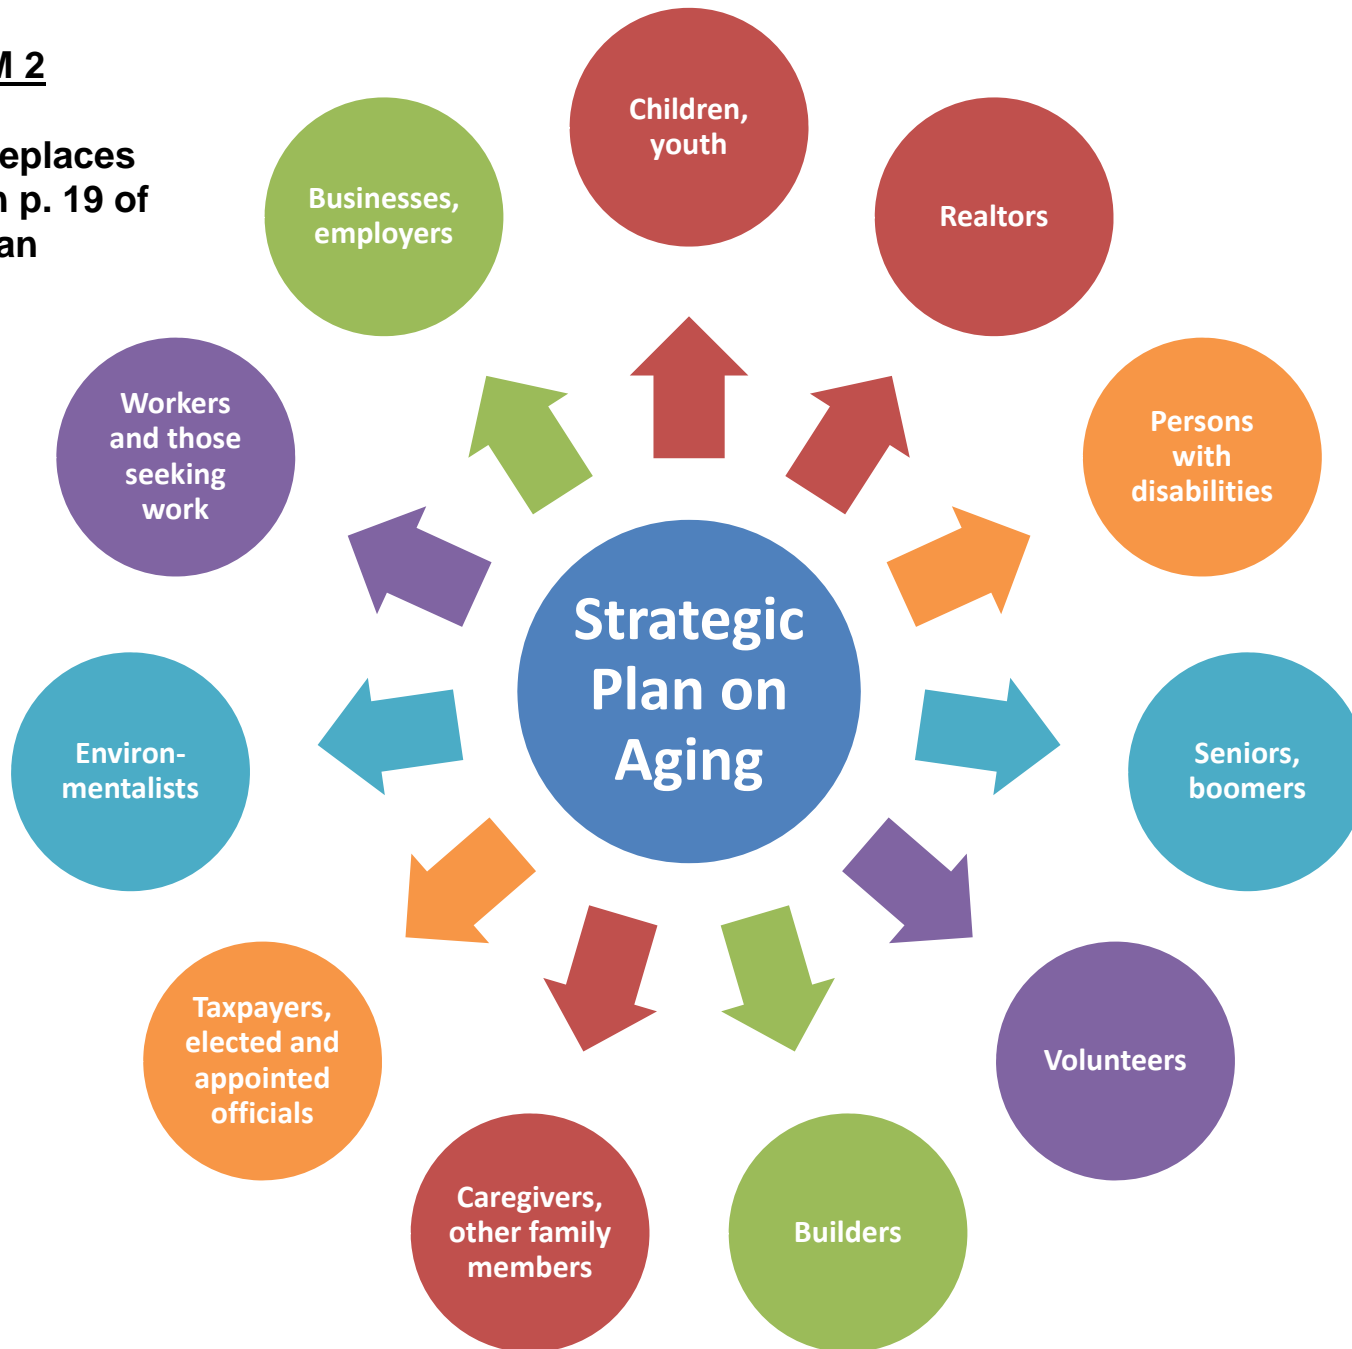 M 2
eplaces
n p. 19 of
an
Children,
youth
Realtors
Persons
with
disabilities
Seniors,
boomers
Volunteers
Builders
Caregivers,
other family
members
Taxpayers,
elected and
appointed
officials
Environ-
mentalists
Workers
and those
seeking
work
Businesses,
employers
Strategic
Plan on
Aging